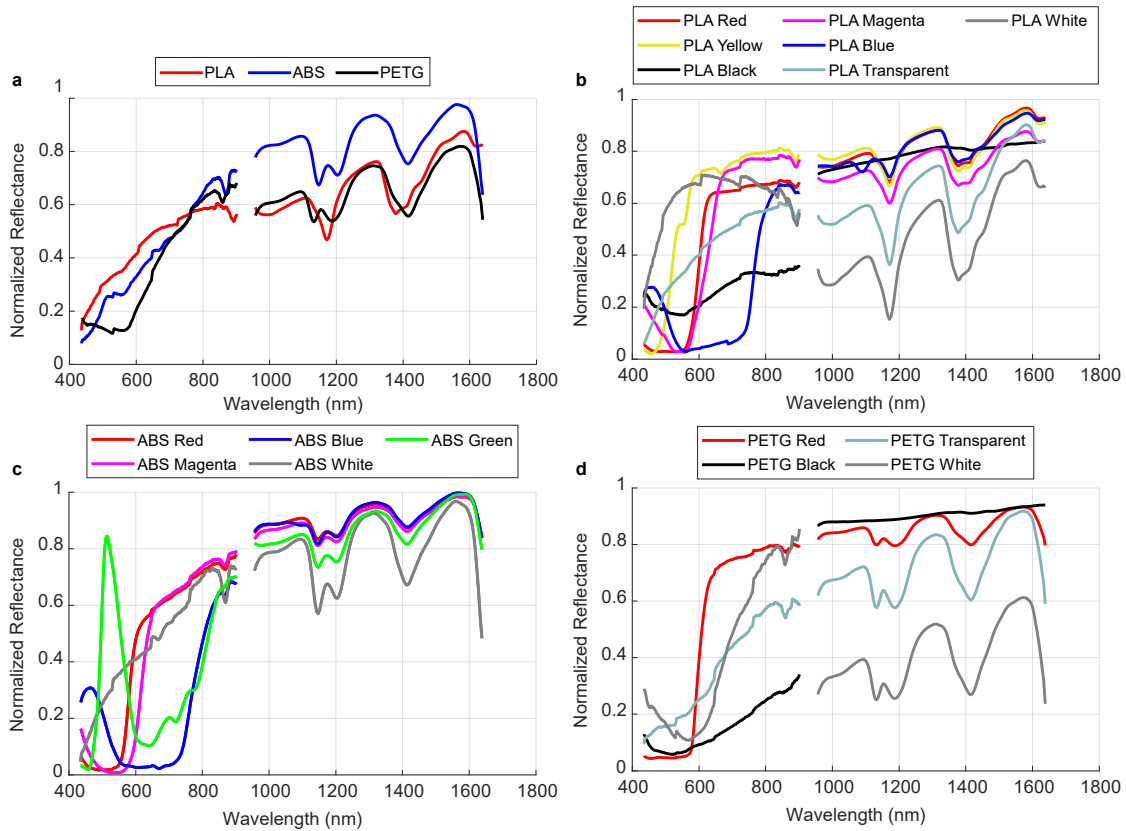 a
PLA ABS PETG
1
0.8
0.6
0.4
0.2
0
400 600 800 1000 1200 1400 1600 1800
Wavelength (nm)
Normalized Reflectance
b
PLA Red PLA Magenta PLA White
PLA Yellow PLA Blue
PLA Black PLA Transparent
1
0.8
0.6
0.4
0.2
0
400 600 800 1000 1200 1400 1600 1800
Wavelength (nm)
Normalized Reflectance
c
ABS Red ABS Blue ABS Green
ABS Magenta ABS White
1
0.8
0.6
0.4
0.2
0
400 600 800 1000 1200 1400 1600 1800
Wavelength (nm)
Normalized Reflectance
d
PETG Red PETG Transparent
PETG Black PETG White
1
0.8
0.6
0.4
0.2
0
400 600 800 1000 1200 1400 1600 1800
Wavelength (nm)
Normalized Reflectance